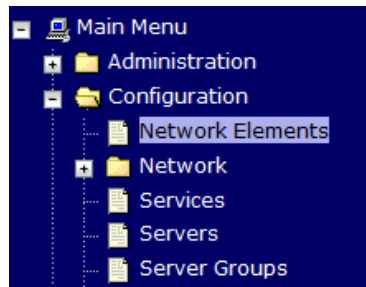 Main Menu
Administration
Configuration
Network Elements
Network
Services
Servers
Server Groups